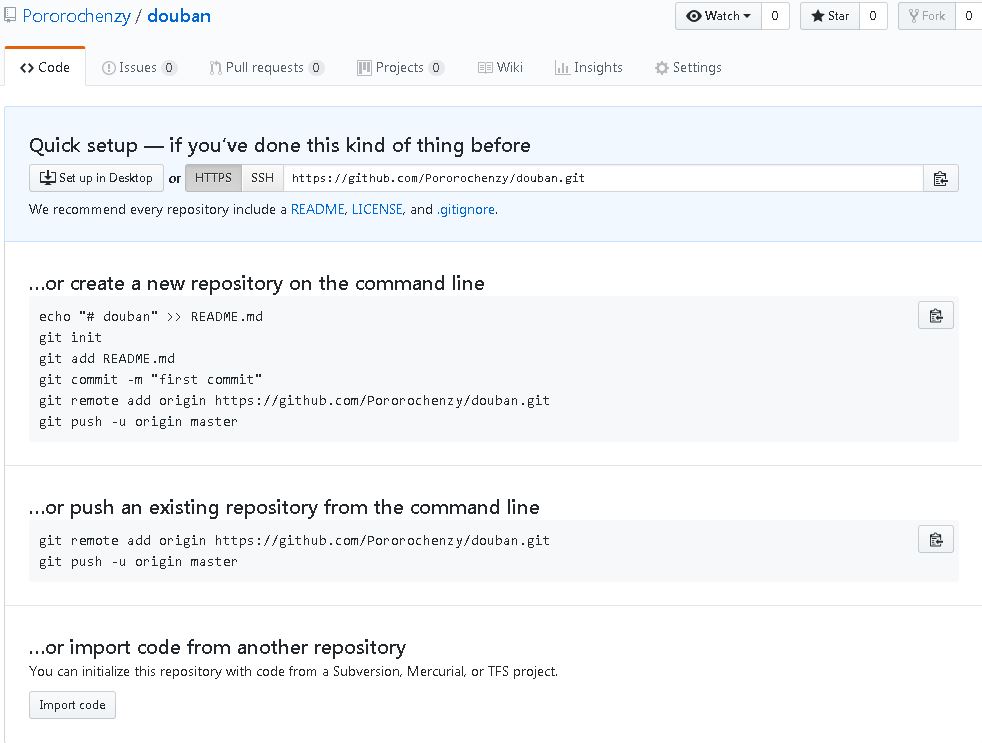 Pororochenzy / douban
Watch 0 Star 0 Fork 0
Code Issues 0 Pull requests 0 Projects 0 Wiki Insights Settings
Quick setup — if you’ve done this kind of thing before
Set up in Desktop or HTTPS SSH https://github.com/Pororochenzy/douban.git
We recommend every repository include a README, LICENSE, and .gitignore.
…or create a new repository on the command line
echo "# douban" >> README.md
git init
git add README.md
git commit -m "first commit"
git remote add origin https://github.com/Pororochenzy/douban.git
git push -u origin master
…or push an existing repository from the command line
git remote add origin https://github.com/Pororochenzy/douban.git
git push -u origin master
…or import code from another repository
You can initialize this repository with code from a Subversion, Mercurial, or TFS project.
Import code